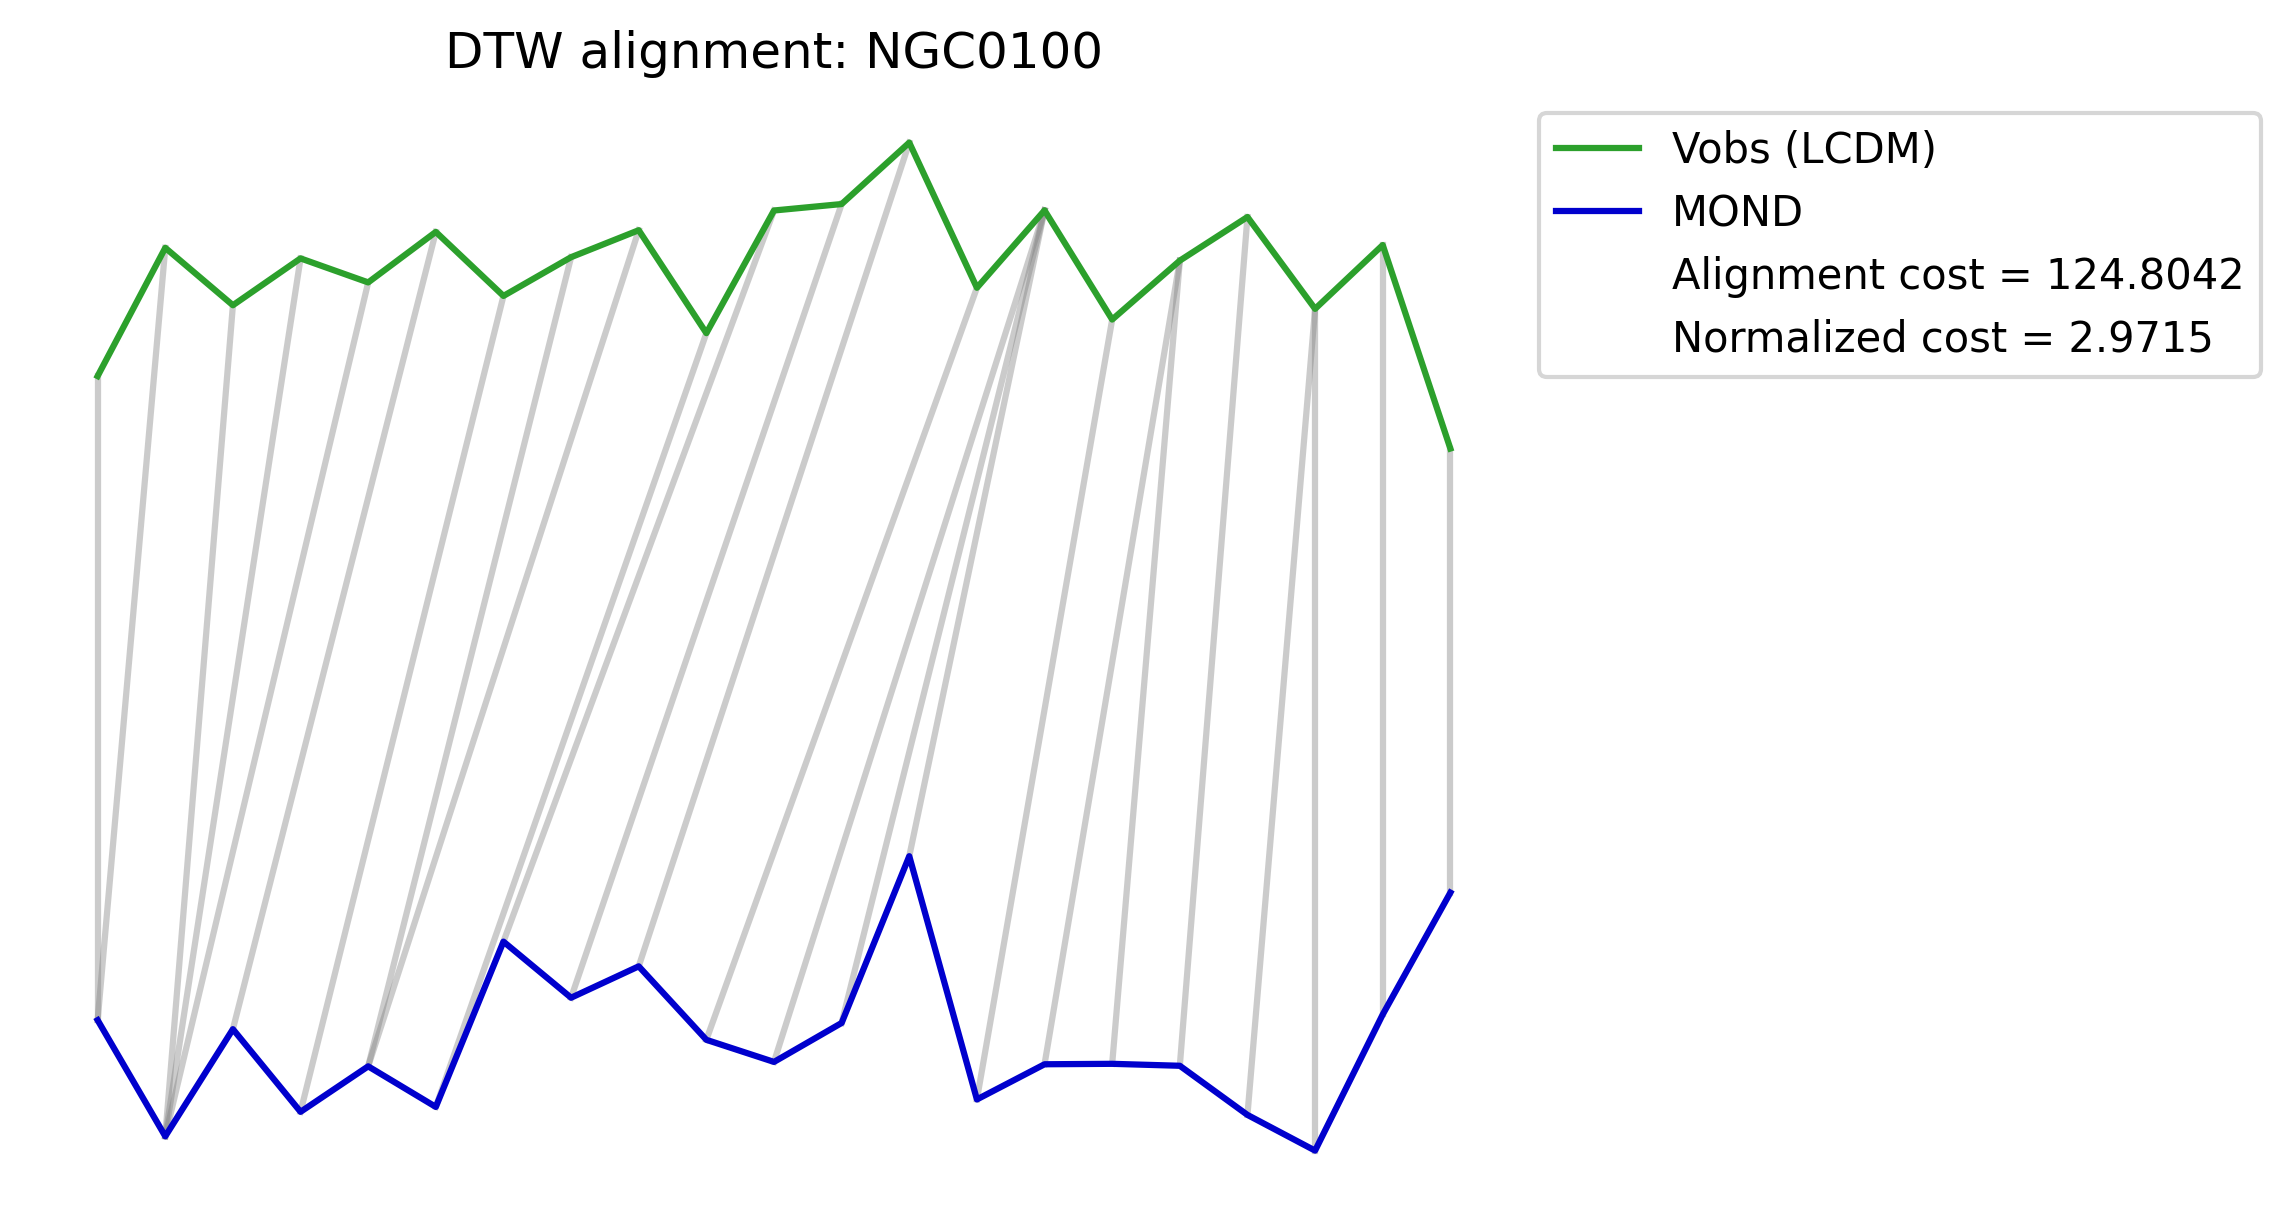 DTW alignment: NGC0100
Vobs (LCDM)
MOND
Alignment cost = 124.8042
Normalized cost = 2.9715